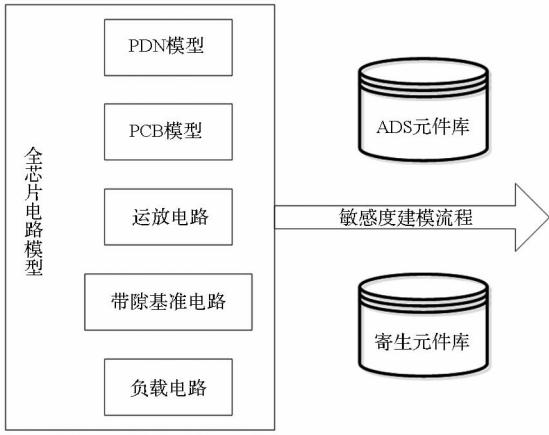 全芯片电路模型
PDN模型
PCB模型
运放电路
带隙基准电路
负载电路
ADS元件库
敏感度建模流程
寄生元件库